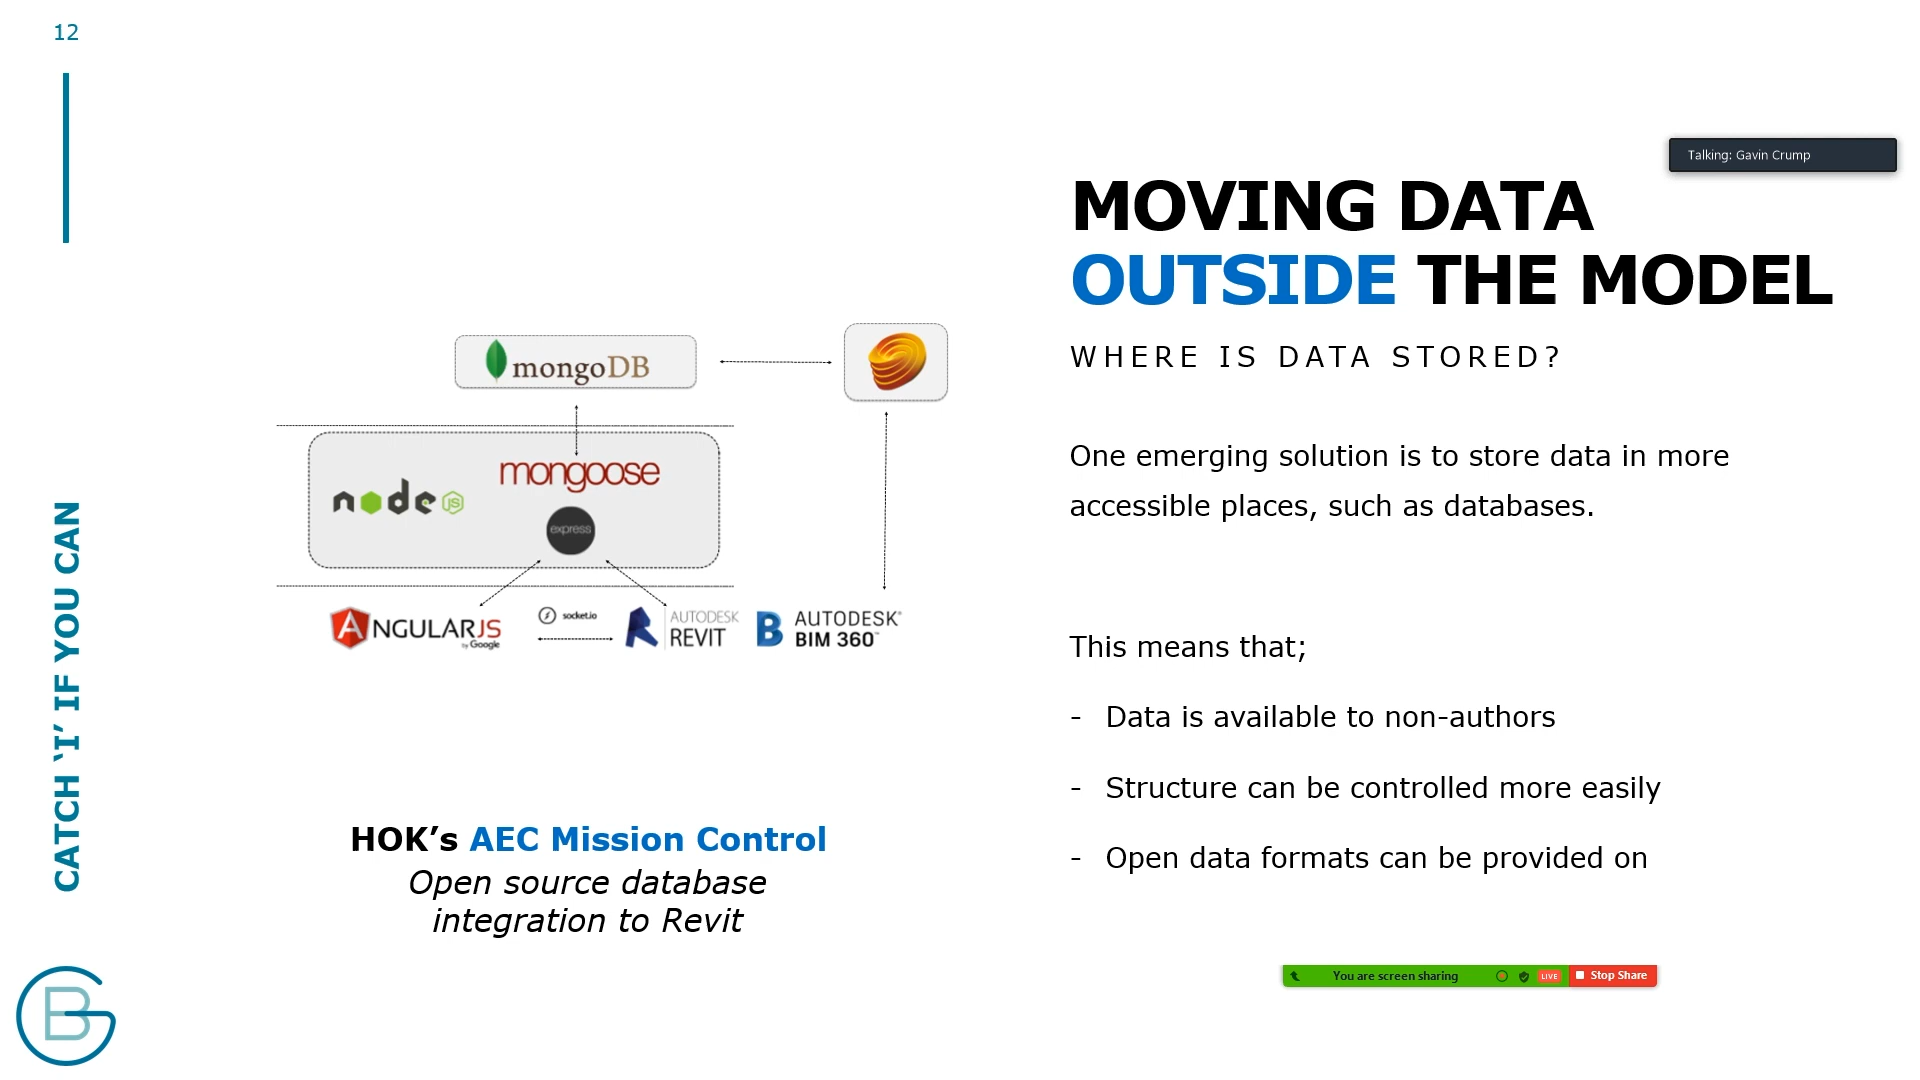 12
CATCH ‘I’ IF YOU CAN
mongoDB
mongoose
node
JS
express
ANGULARJS
by Google
socket.io
AUTODESK
REVIT
AUTODESK®
BIM 360™
HOK’s AEC Mission Control
Open source database
integration to Revit
Talking: Gavin Crump
MOVING DATA
OUTSIDE THE MODEL
WHERE IS DATA STORED?
One emerging solution is to store data in more
accessible places, such as databases.
This means that;
- Data is available to non-authors
- Structure can be controlled more easily
- Open data formats can be provided on
You are screen sharing LIVE Stop Share